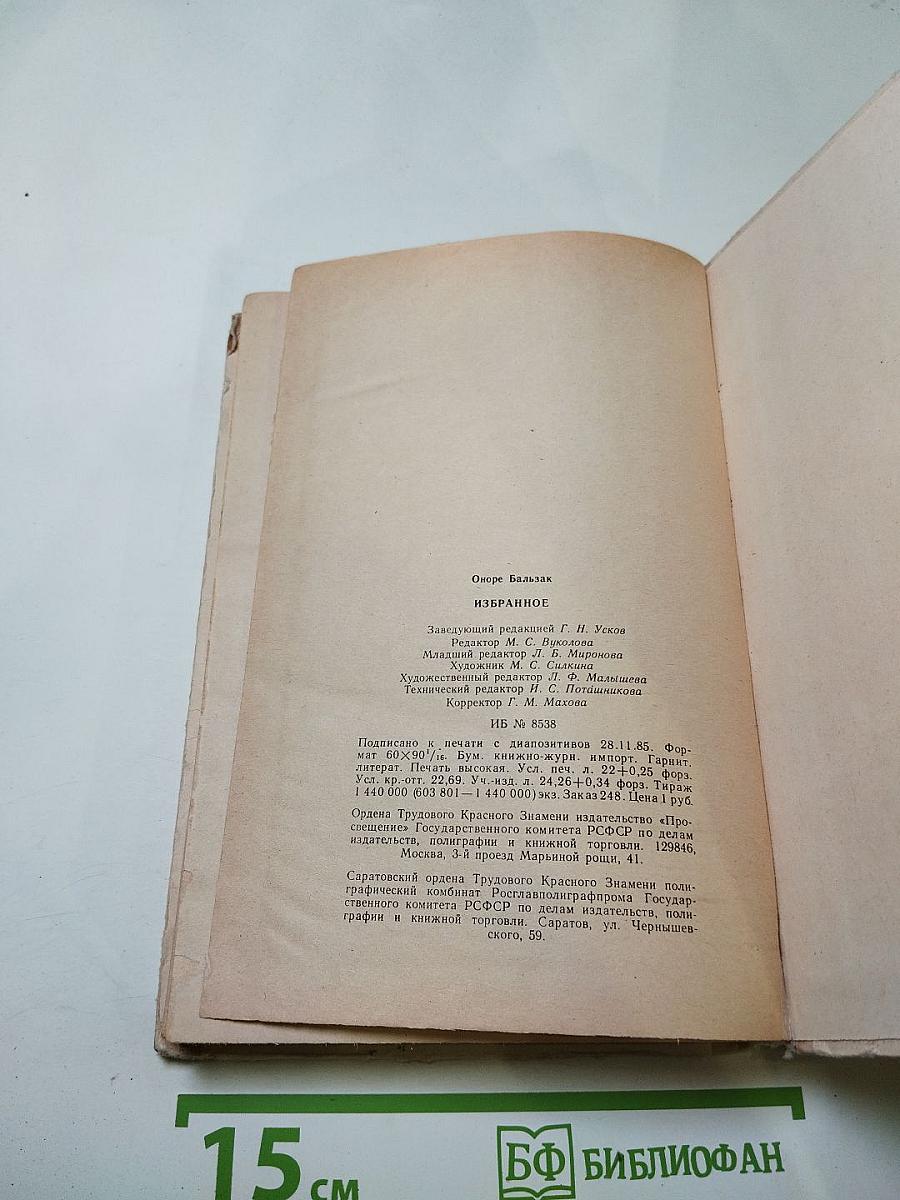 Оноре Бальзак
ИЗБРАННОЕ
Заведующий редакцией Г. Н. Усков
Редактор М. С. Вуколова
Младший редактор Л. Б. Миронова
Художник М. С. Силкина
Художественный редактор Л. Ф. Малышева
Технический редактор И. С. Поташникова
Корректор Г. М. Махова
ИБ № 8538
Подписано к печати с диапозитивов 28.11.85. Фор-
мат 60×90¹/₁₆. Бум. книжно-журн. импорт. Гарнит.
литерат. Печать высокая. Усл. печ. л. 22+0,25 форз.
Усл. кр.-отт. 22,69. Уч.-изд. л. 24,26+0,34 форз. Тираж
1 440 000 (603 801—1 440 000) экз. Заказ 248. Цена 1 руб.
Ордена Трудового Красного Знамени издательство «Про-
свещение» Государственного комитета РСФСР по делам
издательств, полиграфии и книжной торговли. 129846,
Москва, 3-й проезд Марьиной рощи, 41.
Саратовский ордена Трудового Красного Знамени поли-
графический комбинат Росглавполиграфпрома Государ-
ственного комитета РСФСР по делам издательств, поли-
графии и книжной торговли. Саратов, ул. Чернышев-
ского, 59.
15 см
БФ БИБЛИОФАН